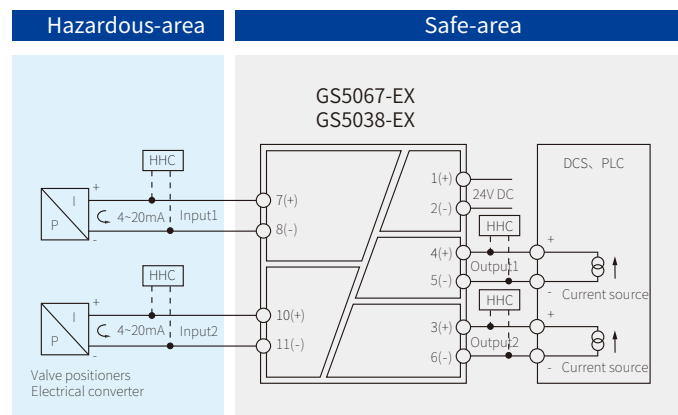 Hazardous-area
Safe-area
GS5067-EX
GS5038-EX
HHC
+
I
P
-
4~20mA
Input1
7(+)
8(-)
1(+)
2(-)
24V DC
HHC
4(+)
5(-)
Output1
DCS、PLC
+
-
Current source
HHC
+
I
P
-
4~20mA
Input2
10(+)
11(-)
HHC
3(+)
6(-)
Output2
+
-
Current source
Valve positioners
Electrical converter